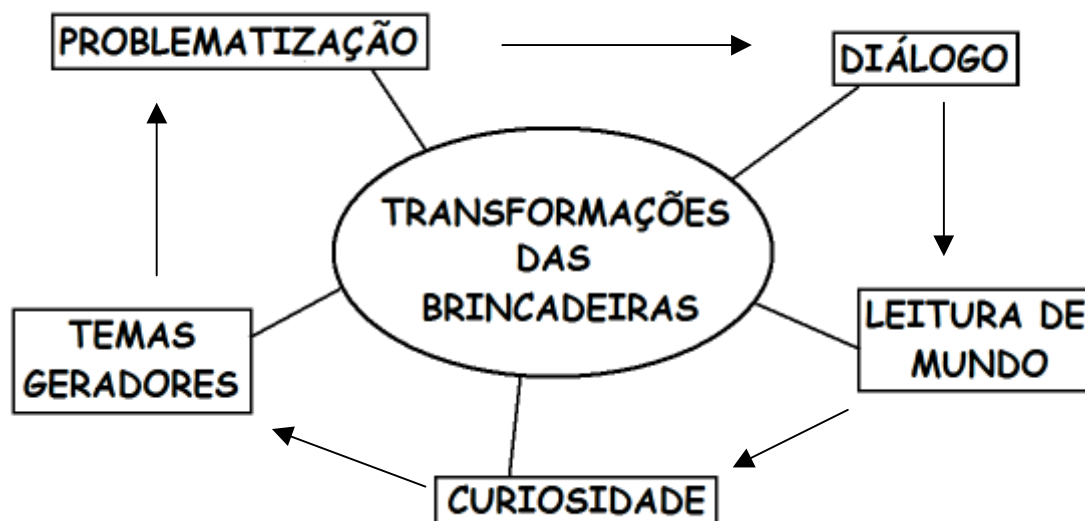 PROBLEMATIZAÇÃO
DIÁLOGO
TRANSFORMAÇÕES
DAS
BRINCADEIRAS
LEITURA DE
MUNDO
CURIOSIDADE
TEMAS
GERADORES